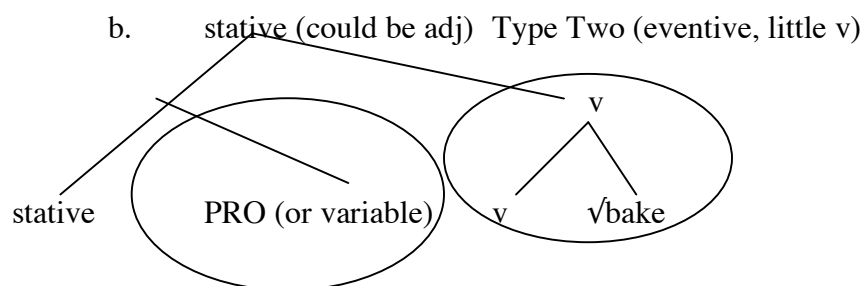 b. stative (could be adj) Type Two (eventive, little v)
v
stative PRO (or variable) v √bake